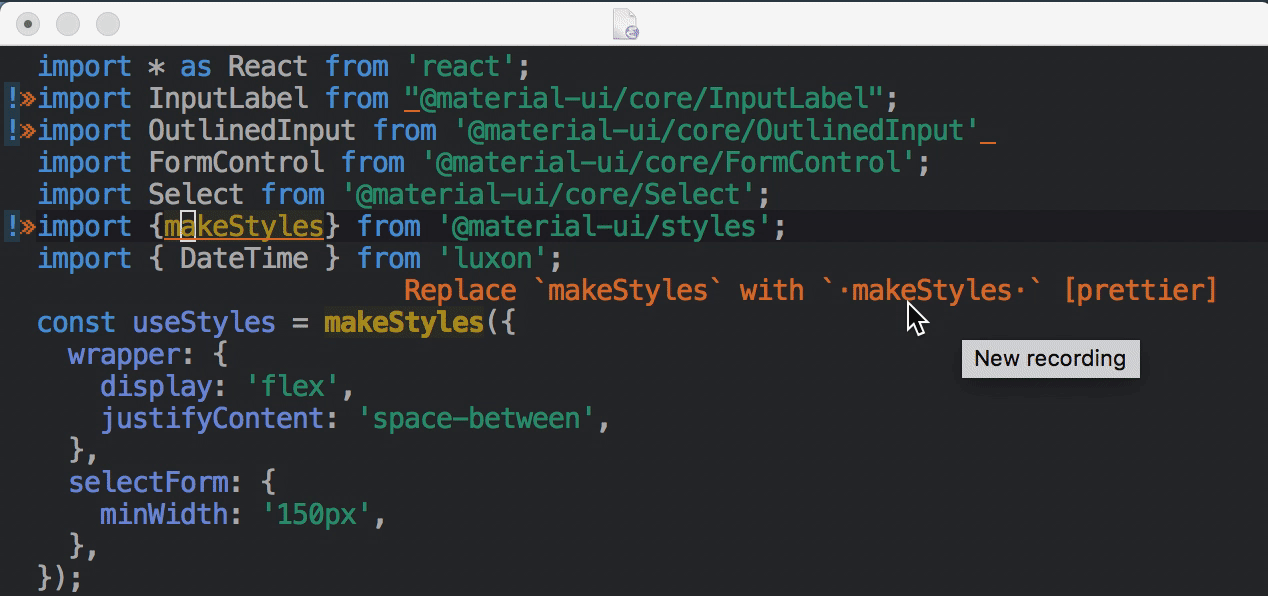 import * as React from 'react';
!»import InputLabel from "@material-ui/core/InputLabel";
!»import OutlinedInput from '@material-ui/core/OutlinedInput'
import FormControl from '@material-ui/core/FormControl';
import Select from '@material-ui/core/Select';
!»import {makeStyles} from '@material-ui/styles';
import { DateTime } from 'luxon';
Replace `makeStyles` with `·makeStyles·` [prettier]
const useStyles = makeStyles({
  wrapper: {
New recording
    display: 'flex',
    justifyContent: 'space-between',
  },
  selectForm: {
    minWidth: '150px',
  },
});